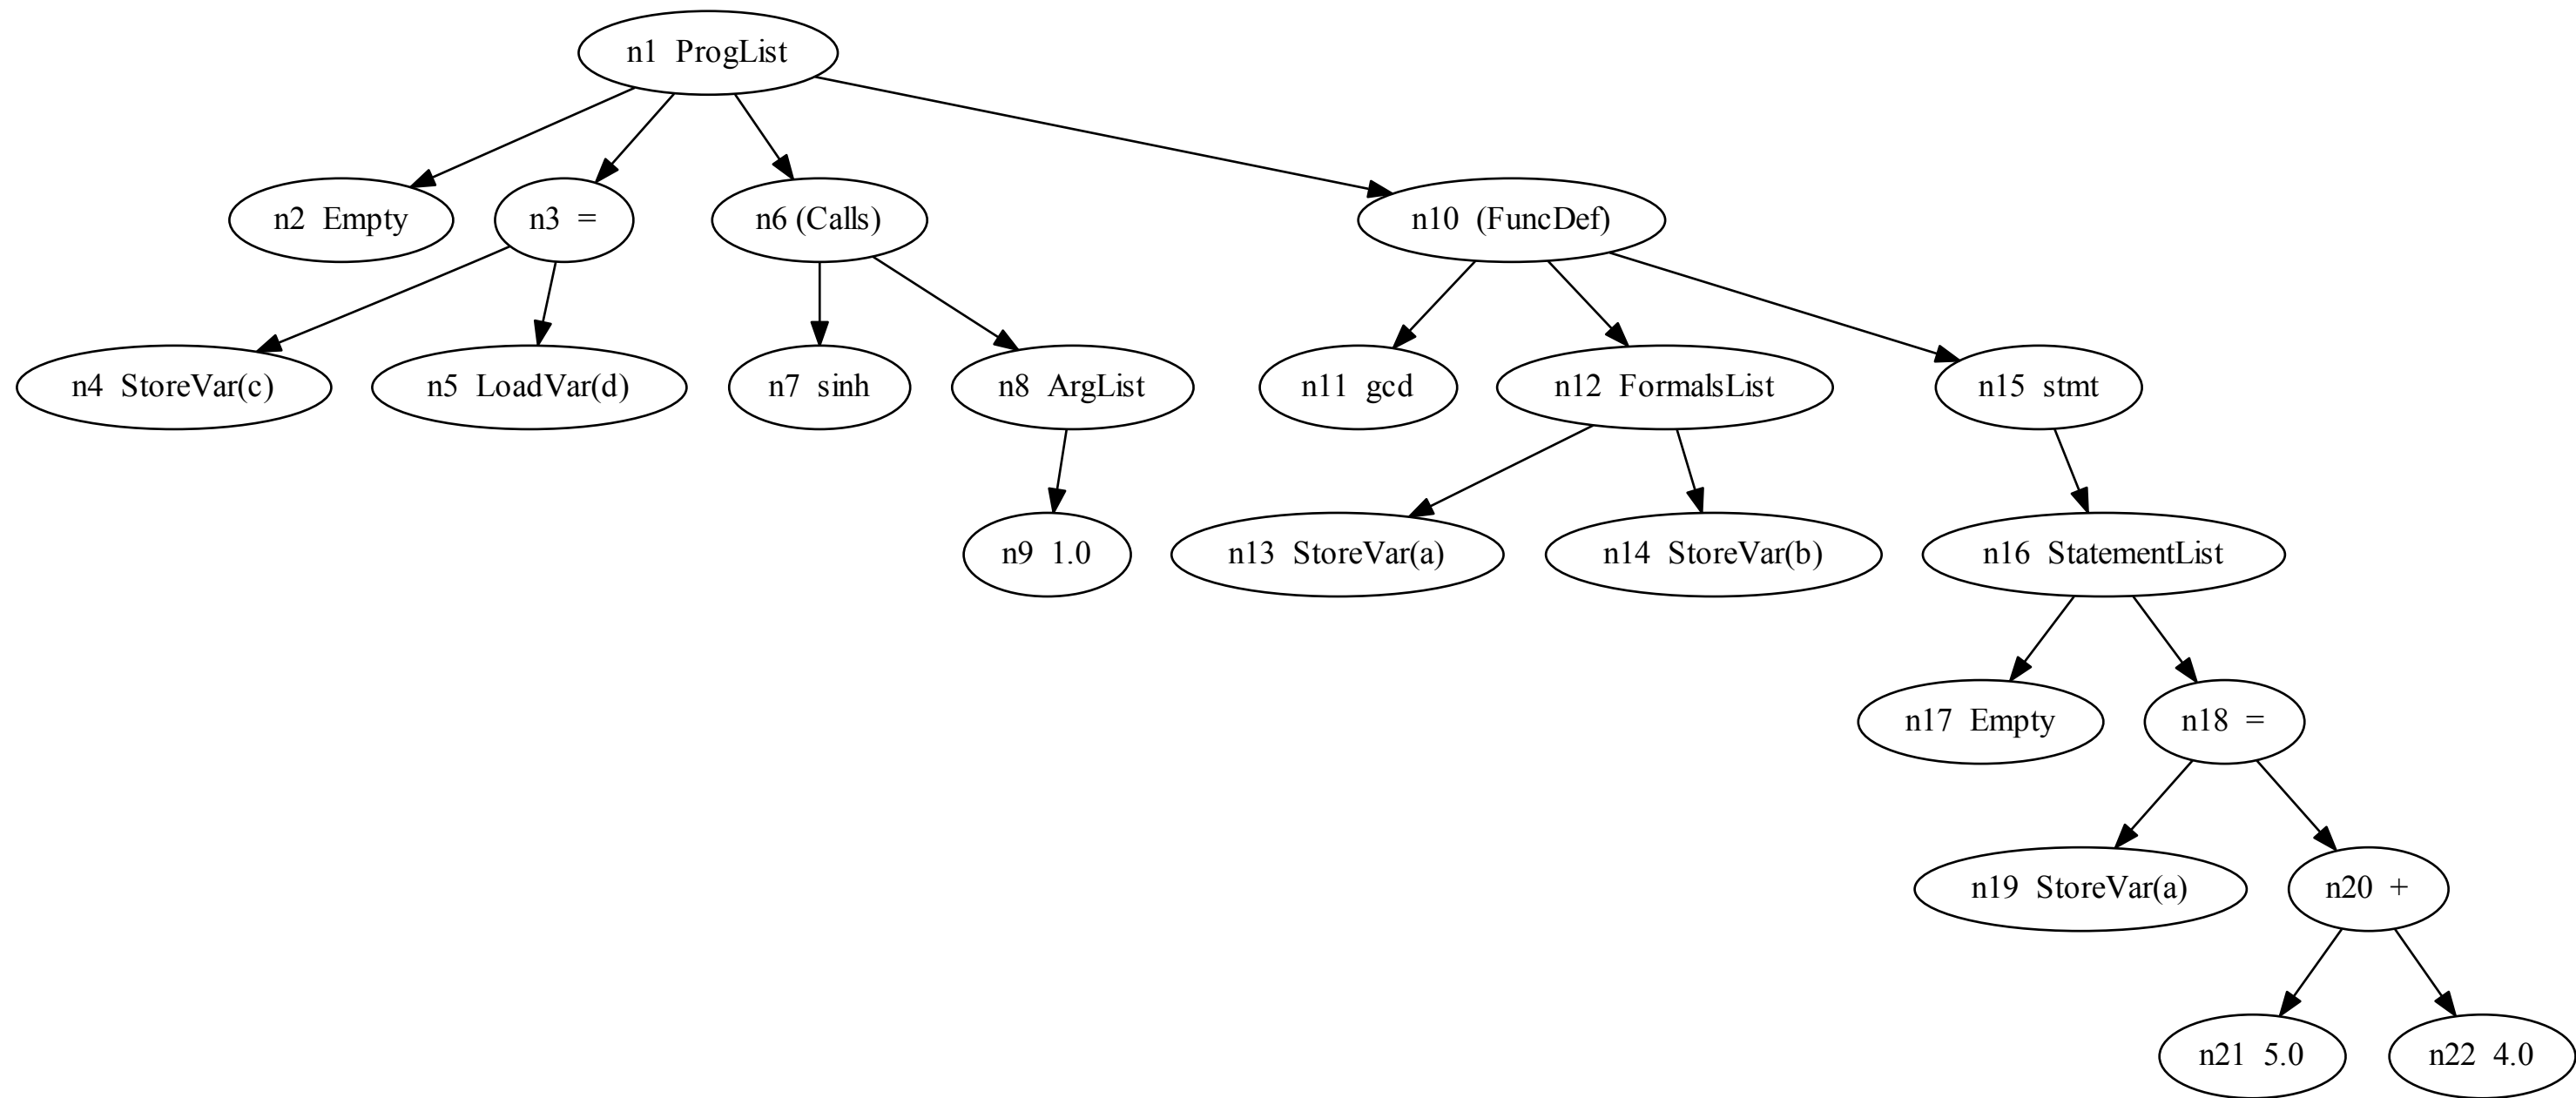 n1 ProgList
n2 Empty
n3 =
n6 (Calls)
n10 (FuncDef)
n4 StoreVar(c)
n5 LoadVar(d)
n7 sinh
n8 ArgList
n11 gcd
n12 FormalsList
n15 stmt
n9 1.0
n13 StoreVar(a)
n14 StoreVar(b)
n16 StatementList
n17 Empty
n18 =
n19 StoreVar(a)
n20 +
n21 5.0
n22 4.0